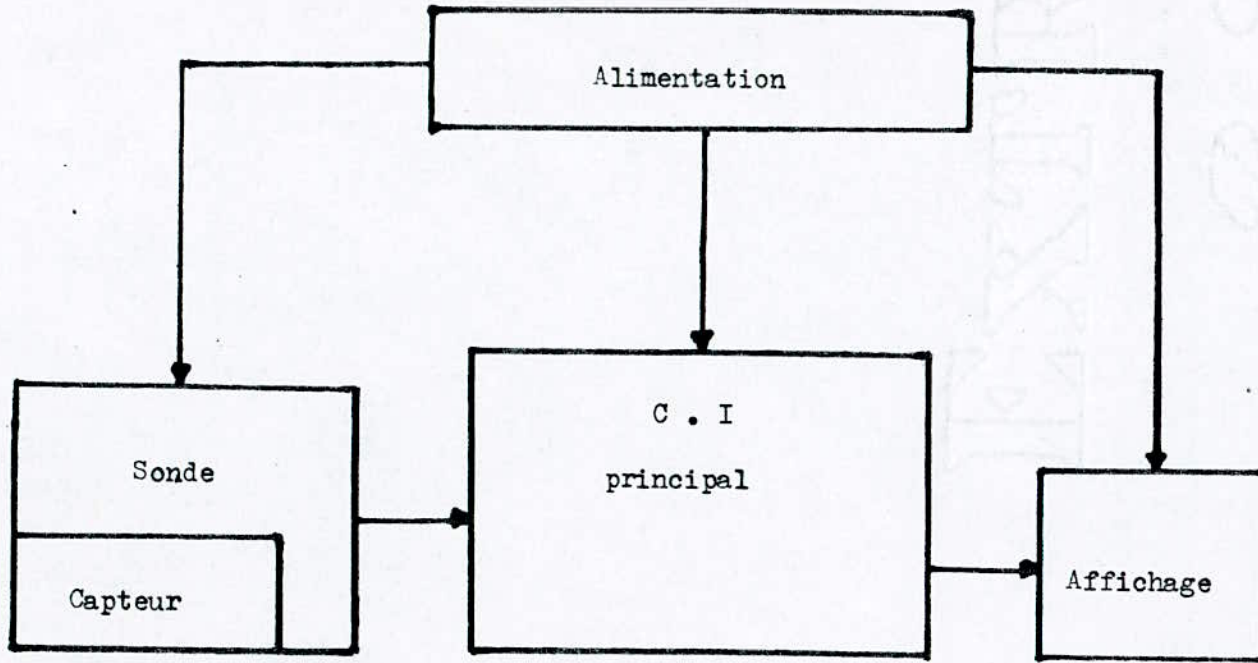 Alimentation
C . I
principal
Sonde
Capteur
Affichage